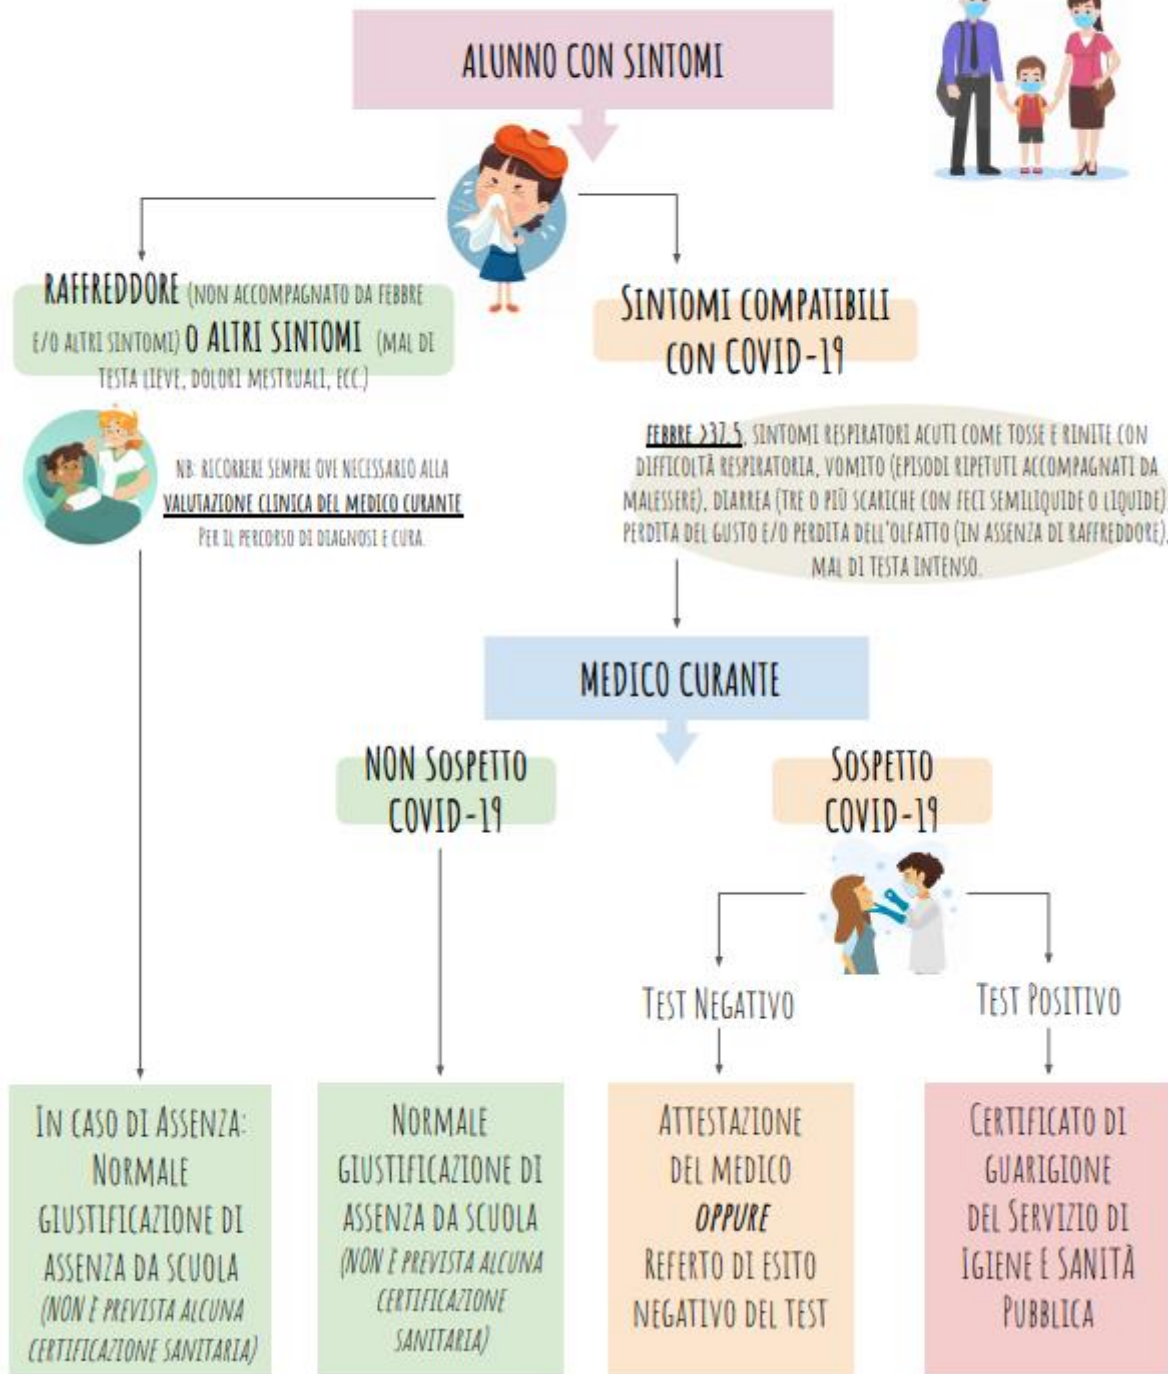 ALUNNO CON SINTOMI
RAFFREDDORE (NON ACCOMPAGNATO DA FEBBRE
E/O ALTRI SINTOMI) O ALTRI SINTOMI (MAL DI
TESTA LIEVE, DOLORI MESTRUALI, ECC.)
NB: RICORRERE SEMPRE OVE NECESSARIO ALLA
VALUTAZIONE CLINICA DEL MEDICO CURANTE
PER IL PERCORSO DI DIAGNOSI E CURA.
SINTOMI COMPATIBILI
CON COVID-19
FEBBRE >37.5, SINTOMI RESPIRATORI ACUTI COME TOSSE E RINITE CON
DIFFICOLTÀ RESPIRATORIA, VOMITO (EPISODI RIPETUTI ACCOMPAGNATI DA
MALESSERE), DIARREA (TRE O PIÙ SCARICHE CON FECI SEMILIQUIDE O LIQUIDE)
PERDITA DEL GUSTO E/O PERDITA DELL'OLFATTO (IN ASSENZA DI RAFFREDDORE),
MAL DI TESTA INTENSO.
MEDICO CURANTE
NON SOSPETTO
COVID-19
SOSPETTO
COVID-19
TEST NEGATIVO
TEST POSITIVO
IN CASO DI ASSENZA:
NORMALE
GIUSTIFICAZIONE DI
ASSENZA DA SCUOLA
(NON È PREVISTA ALCUNA
CERTIFICAZIONE SANITARIA)
NORMALE
GIUSTIFICAZIONE DI
ASSENZA DA SCUOLA
(NON È PREVISTA ALCUNA
CERTIFICAZIONE
SANITARIA)
ATTESTAZIONE
DEL MEDICO
OPPURE
REFERTO DI ESITO
NEGATIVO DEL TEST
CERTIFICATO DI
GUARIGIONE
DEL SERVIZIO DI
IGIENE E SANITÀ
PUBBLICA